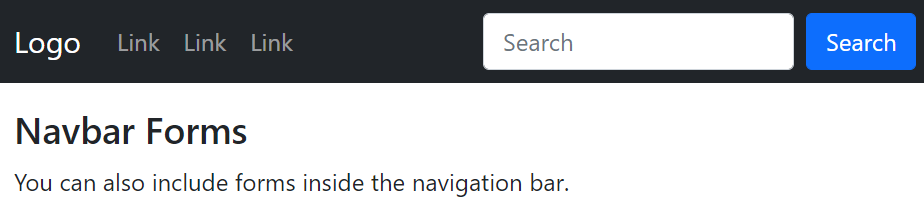 Logo Link Link Link Search Search
Navbar Forms
You can also include forms inside the navigation bar.